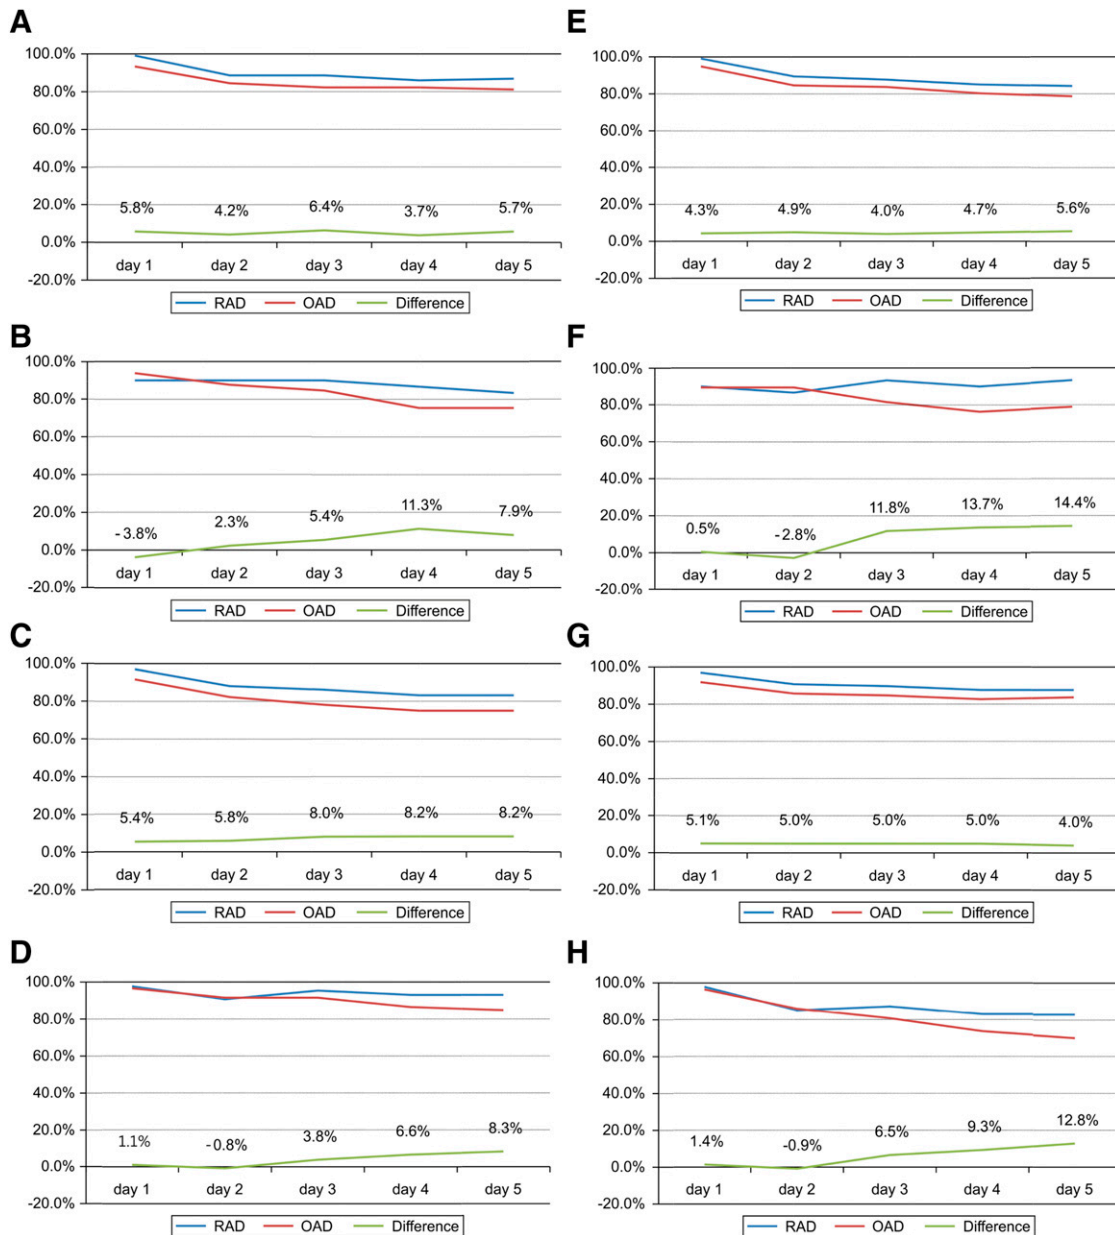 A
100.0%
80.0%
60.0%
40.0%
20.0%
0.0%
-20.0%
5.8% 4.2% 6.4% 3.7% 5.7%
day 1 day 2 day 3 day 4 day 5
RAD OAD Difference
E
100.0%
80.0%
60.0%
40.0%
20.0%
0.0%
-20.0%
4.3% 4.9% 4.0% 4.7% 5.6%
day 1 day 2 day 3 day 4 day 5
RAD OAD Difference
B
100.0%
80.0%
60.0%
40.0%
20.0%
0.0%
-20.0%
-3.8% 2.3% 5.4% 11.3% 7.9%
day 1 day 2 day 3 day 4 day 5
RAD OAD Difference
F
100.0%
80.0%
60.0%
40.0%
20.0%
0.0%
-20.0%
0.5% -2.8% 11.8% 13.7% 14.4%
day 1 day 2 day 3 day 4 day 5
RAD OAD Difference
C
100.0%
80.0%
60.0%
40.0%
20.0%
0.0%
-20.0%
5.4% 5.8% 8.0% 8.2% 8.2%
day 1 day 2 day 3 day 4 day 5
RAD OAD Difference
G
100.0%
80.0%
60.0%
40.0%
20.0%
0.0%
-20.0%
5.1% 5.0% 5.0% 5.0% 4.0%
day 1 day 2 day 3 day 4 day 5
RAD OAD Difference
D
100.0%
80.0%
60.0%
40.0%
20.0%
0.0%
-20.0%
1.1% -0.8% 3.8% 6.6% 8.3%
day 1 day 2 day 3 day 4 day 5
RAD OAD Difference
H
100.0%
80.0%
60.0%
40.0%
20.0%
0.0%
-20.0%
1.4% -0.9% 6.5% 9.3% 12.8%
day 1 day 2 day 3 day 4 day 5
RAD OAD Difference